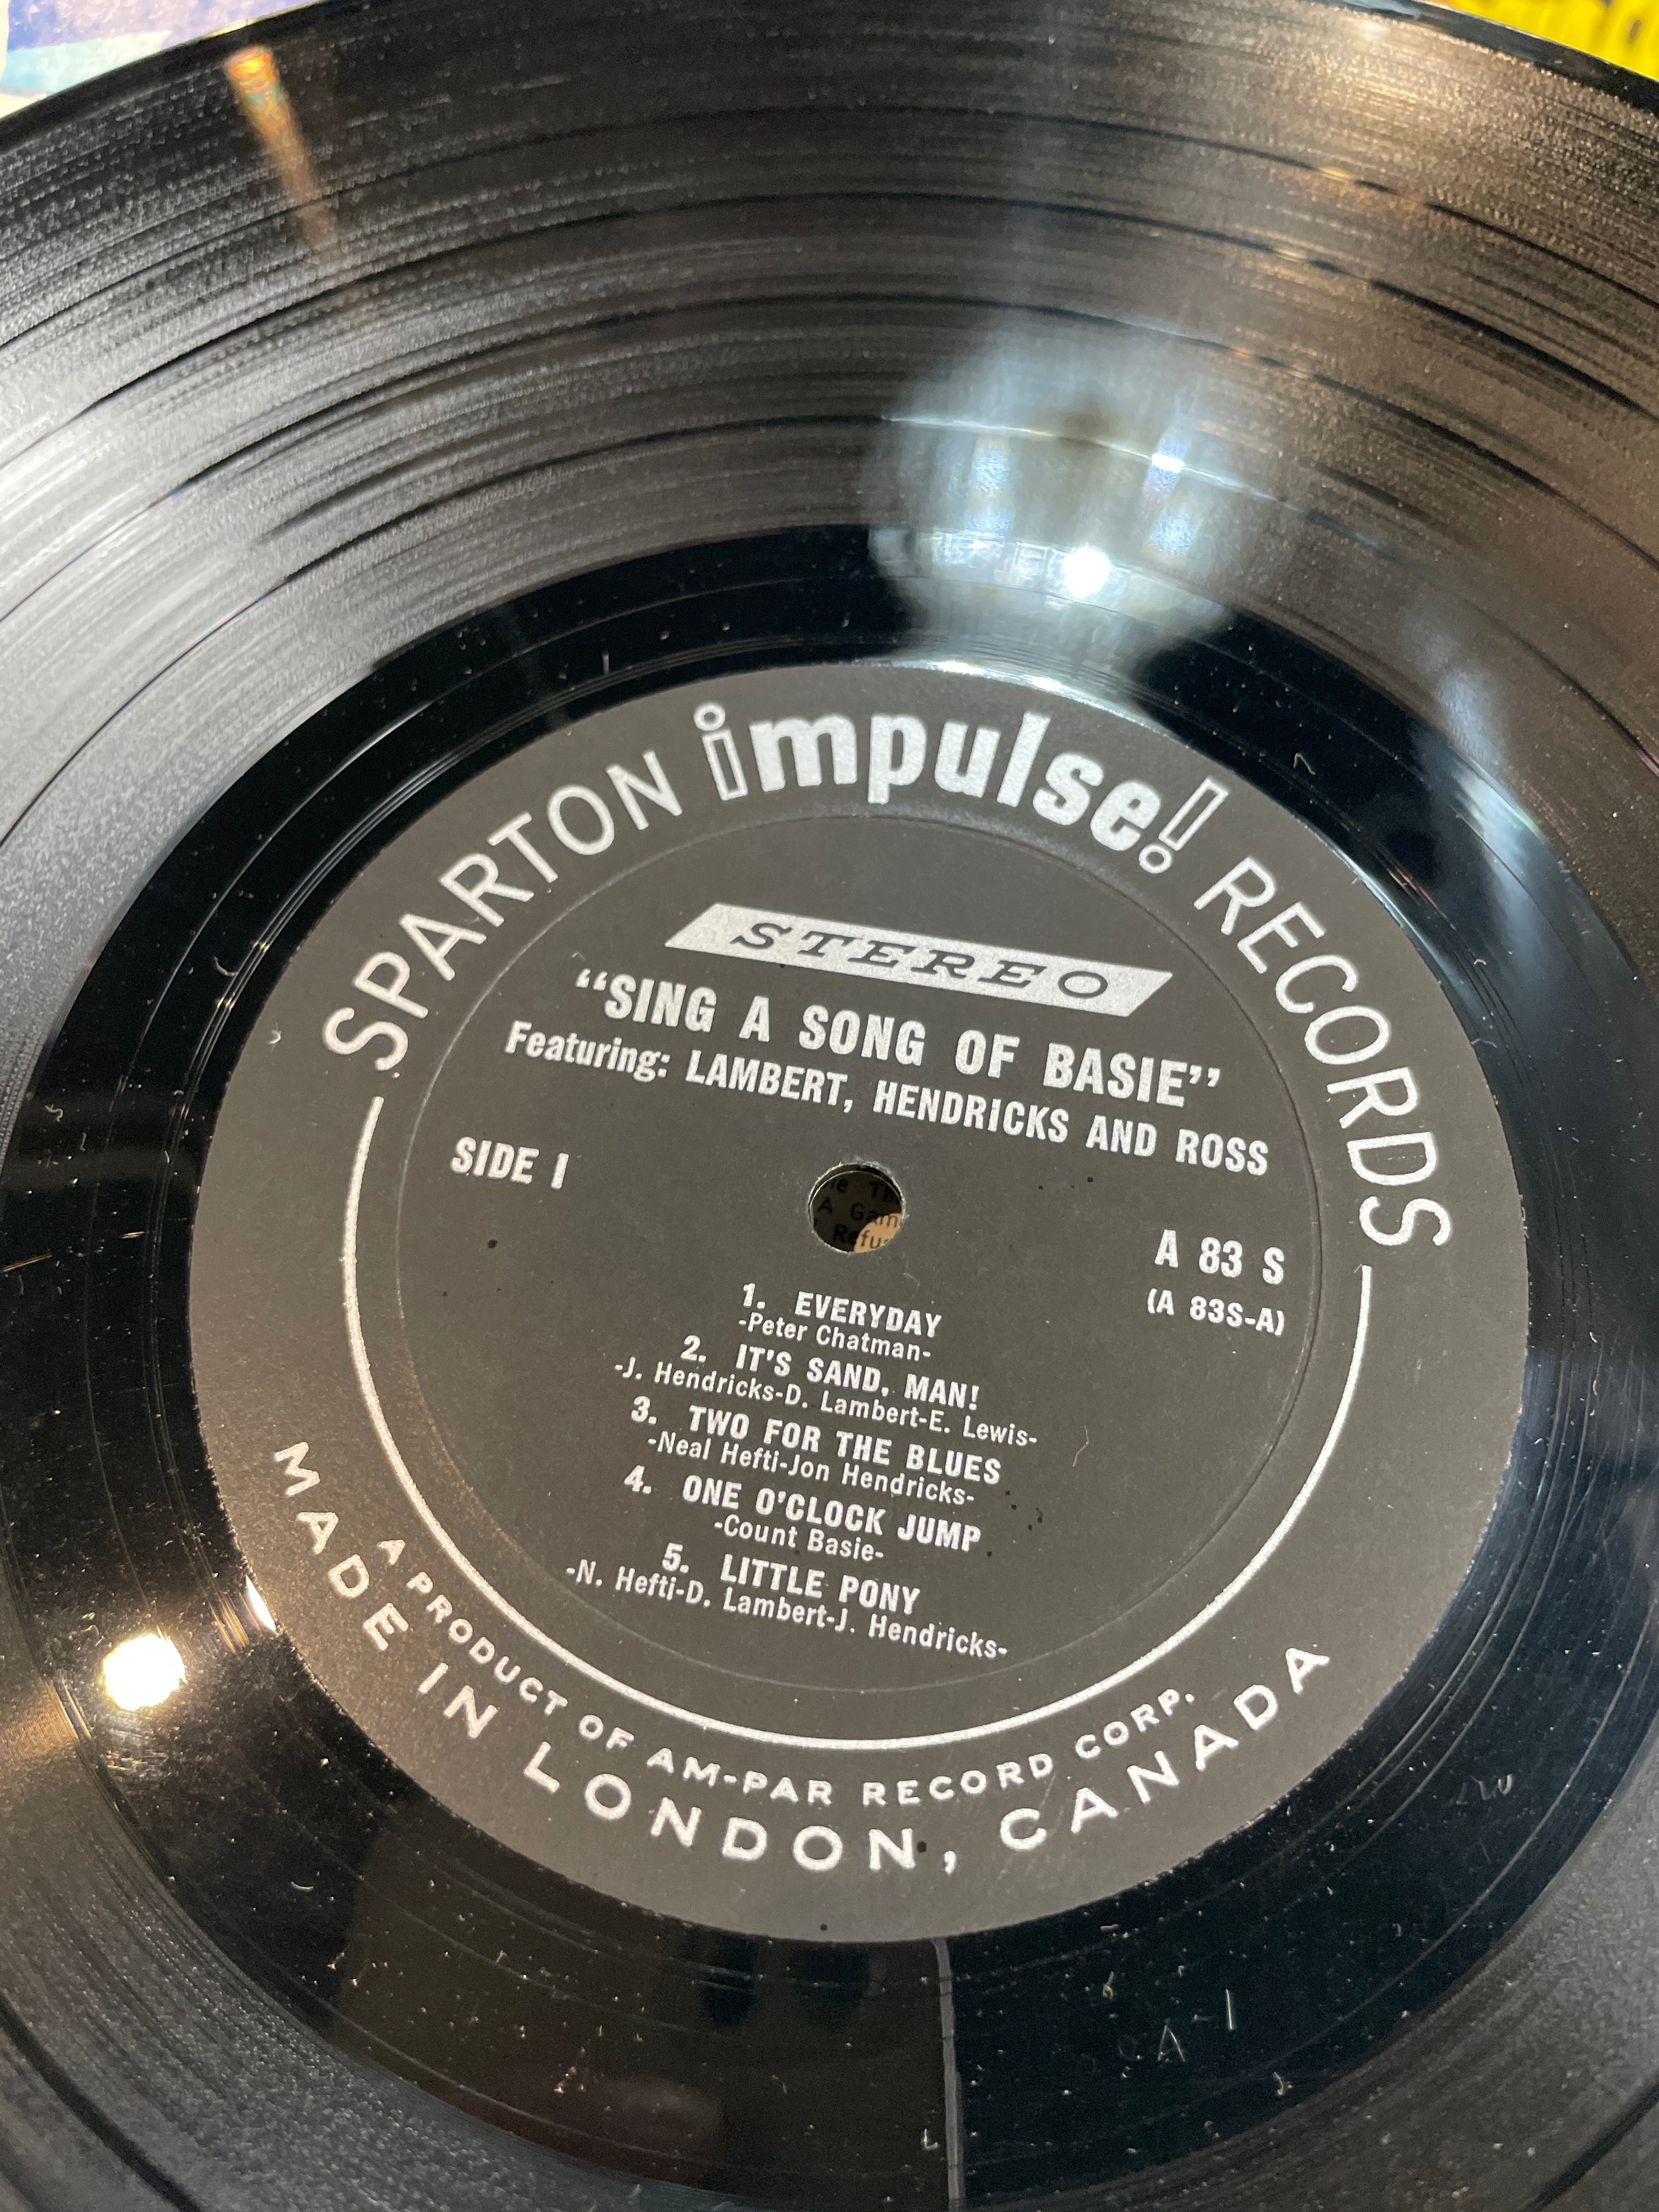 SPARTON impulse! RECORDS
STEREO
“SING A SONG OF BASIE”
Featuring: LAMBERT, HENDRICKS AND ROSS
SIDE 1
A 83 S
(A 83S-A)
1. EVERYDAY
-Peter Chatman-
2. IT'S SAND, MAN!
-J. Hendricks-D. Lambert-E. Lewis-
3. TWO FOR THE BLUES
-Neal Hefti-Jon Hendricks-
4. ONE O'CLOCK JUMP
-Count Basie-
5. LITTLE PONY
-N. Hefti-D. Lambert-J. Hendricks-
A PRODUCT OF AM-PAR RECORD CORP.
MADE IN LONDON, CANADA
A-1